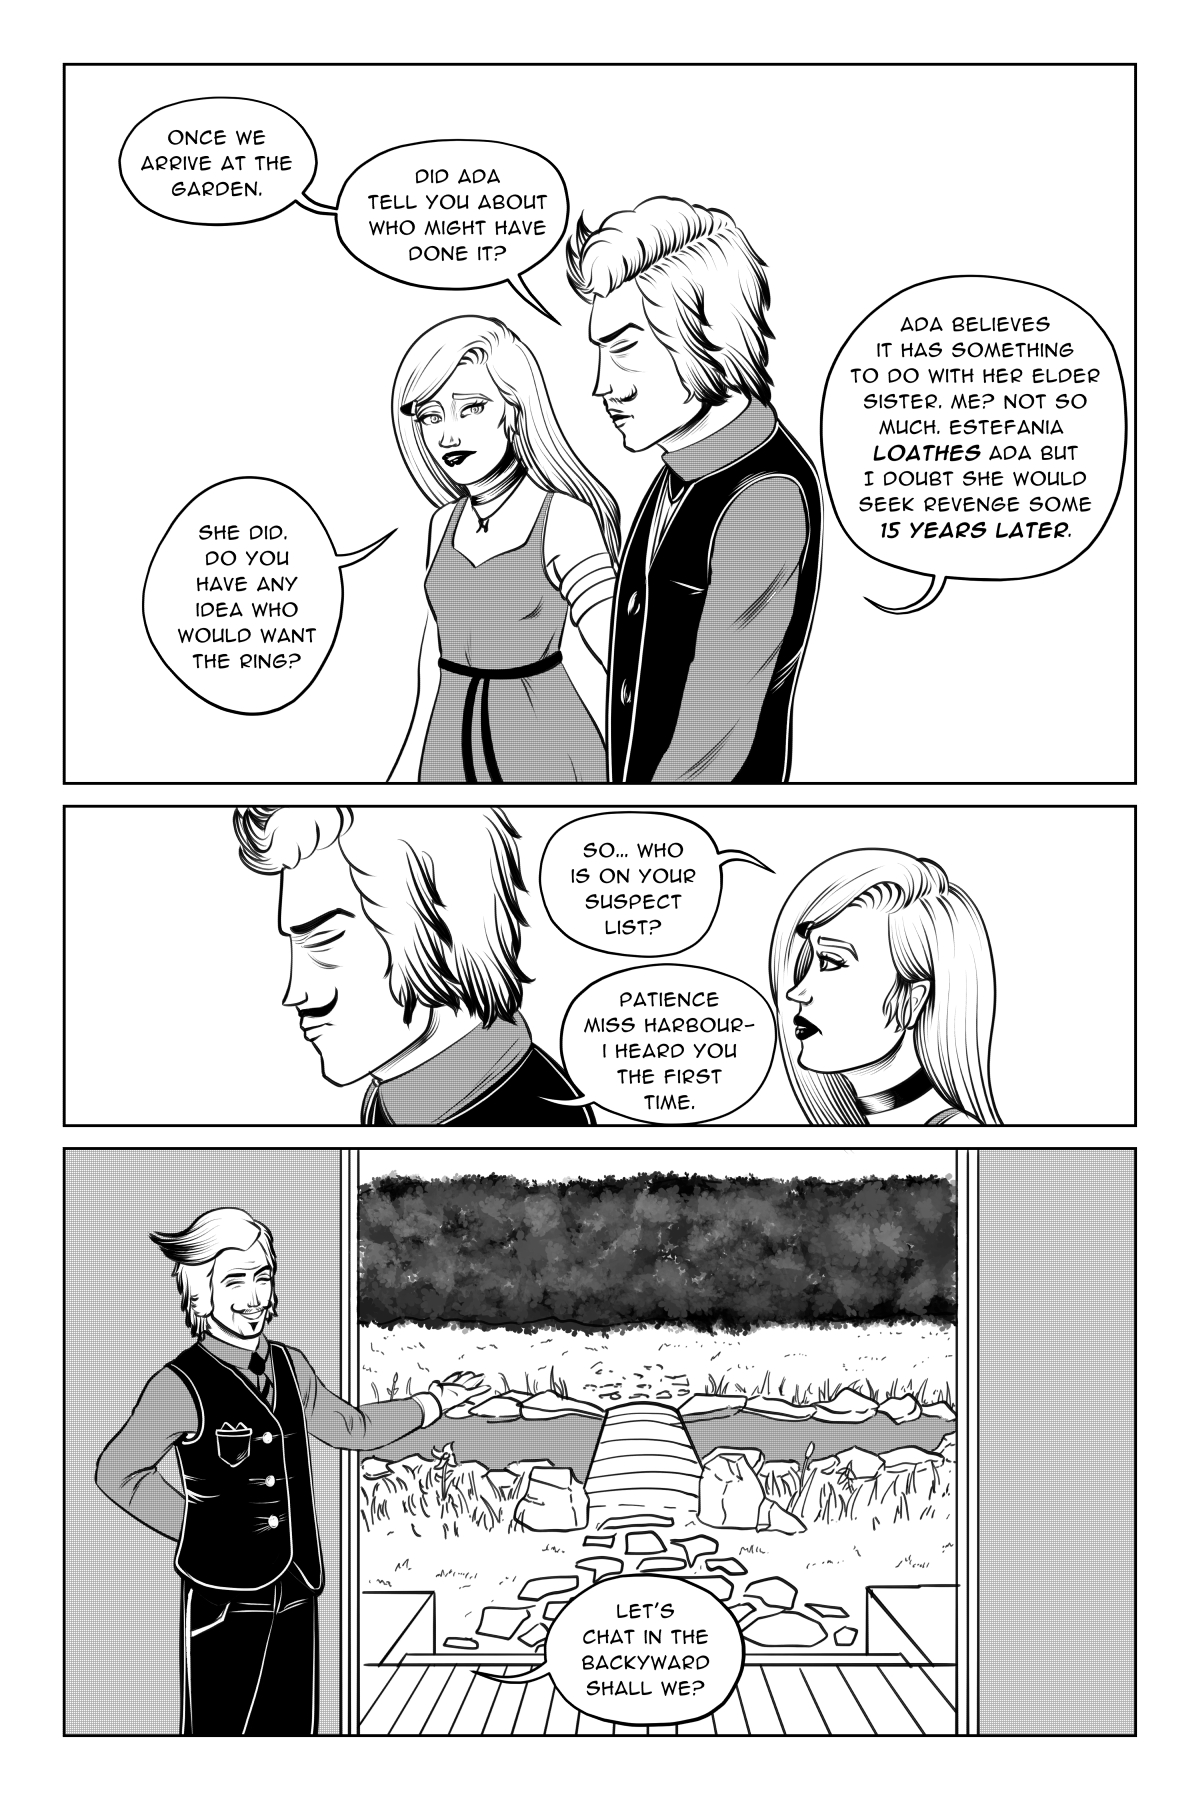 ONCE WE
ARRIVE AT THE
GARDEN.
DID ADA
TELL YOU ABOUT
WHO MIGHT HAVE
DONE IT?
SHE DID.
DO YOU
HAVE ANY
IDEA WHO
WOULD WANT
THE RING?
ADA BELIEVES
IT HAS SOMETHING
TO DO WITH HER ELDER
SISTER. ME? NOT SO
MUCH. ESTEFANIA
LOATHES ADA BUT
I DOUBT SHE WOULD
SEEK REVENGE SOME
15 YEARS LATER.
SO... WHO
IS ON YOUR
SUSPECT
LIST?
PATIENCE
MISS HARBOUR-
I HEARD YOU
THE FIRST
TIME.
LET'S
CHAT IN THE
BACKYWARD
SHALL WE?